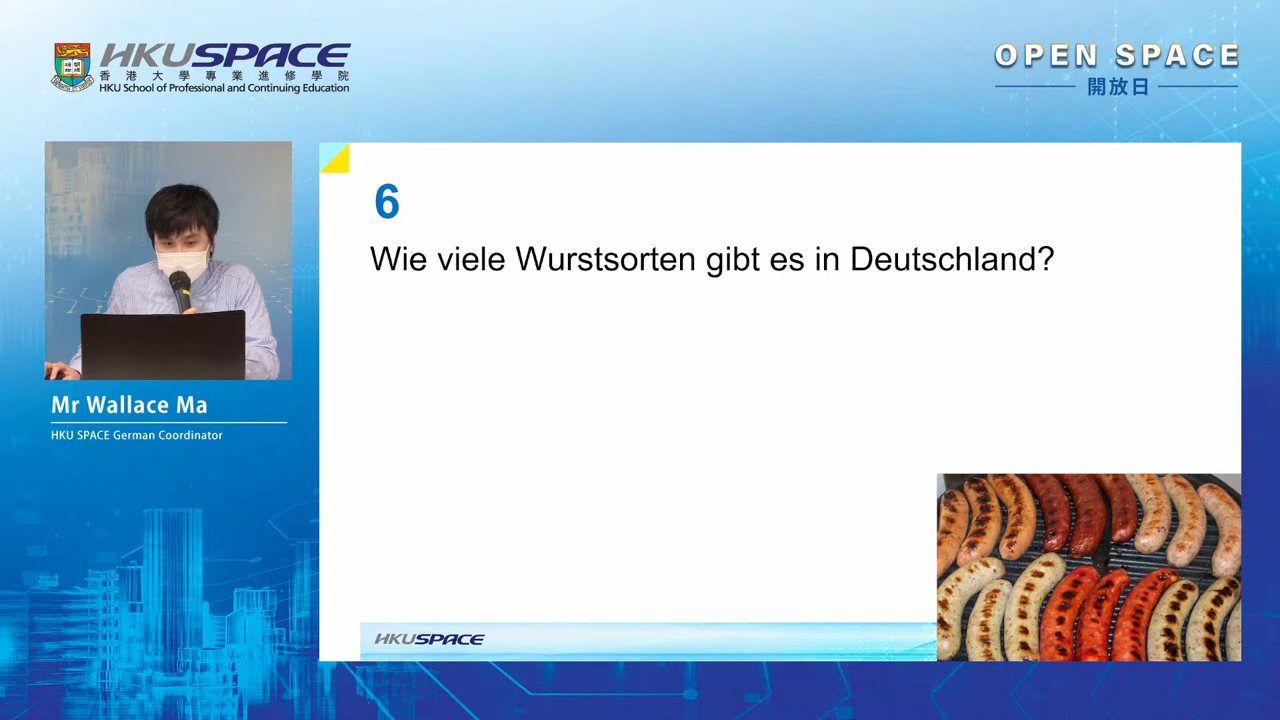 HKUSPACE
香港大學專業進修學院
HKU School of Professional and Continuing Education
OPEN SPACE
開放日
6
Wie viele Wurstsorten gibt es in Deutschland?
Mr Wallace Ma
HKU SPACE German Coordinator
HKUSPACE